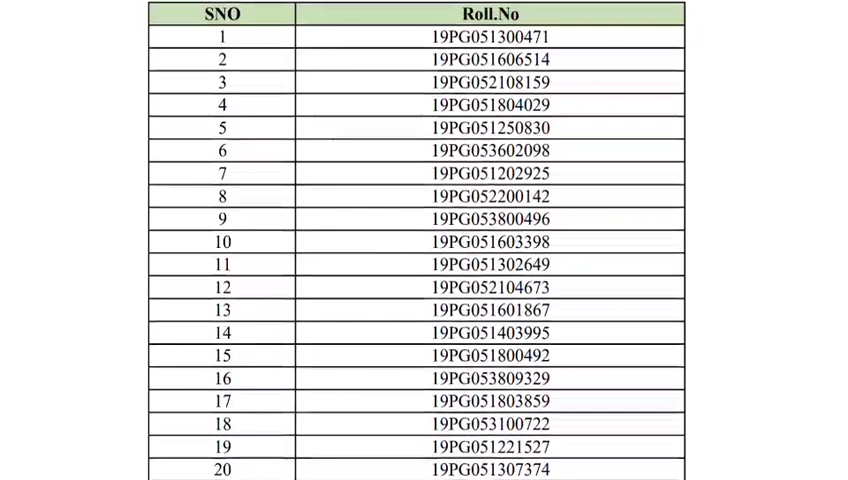 SNO Roll.No
1 19PG051300471
2 19PG051606514
3 19PG052108159
4 19PG051804029
5 19PG051250830
6 19PG053602098
7 19PG051202925
8 19PG052200142
9 19PG053800496
10 19PG051603398
11 19PG051302649
12 19PG052104673
13 19PG051601867
14 19PG051403995
15 19PG051800492
16 19PG053809329
17 19PG051803859
18 19PG053100722
19 19PG051221527
20 19PG051307374